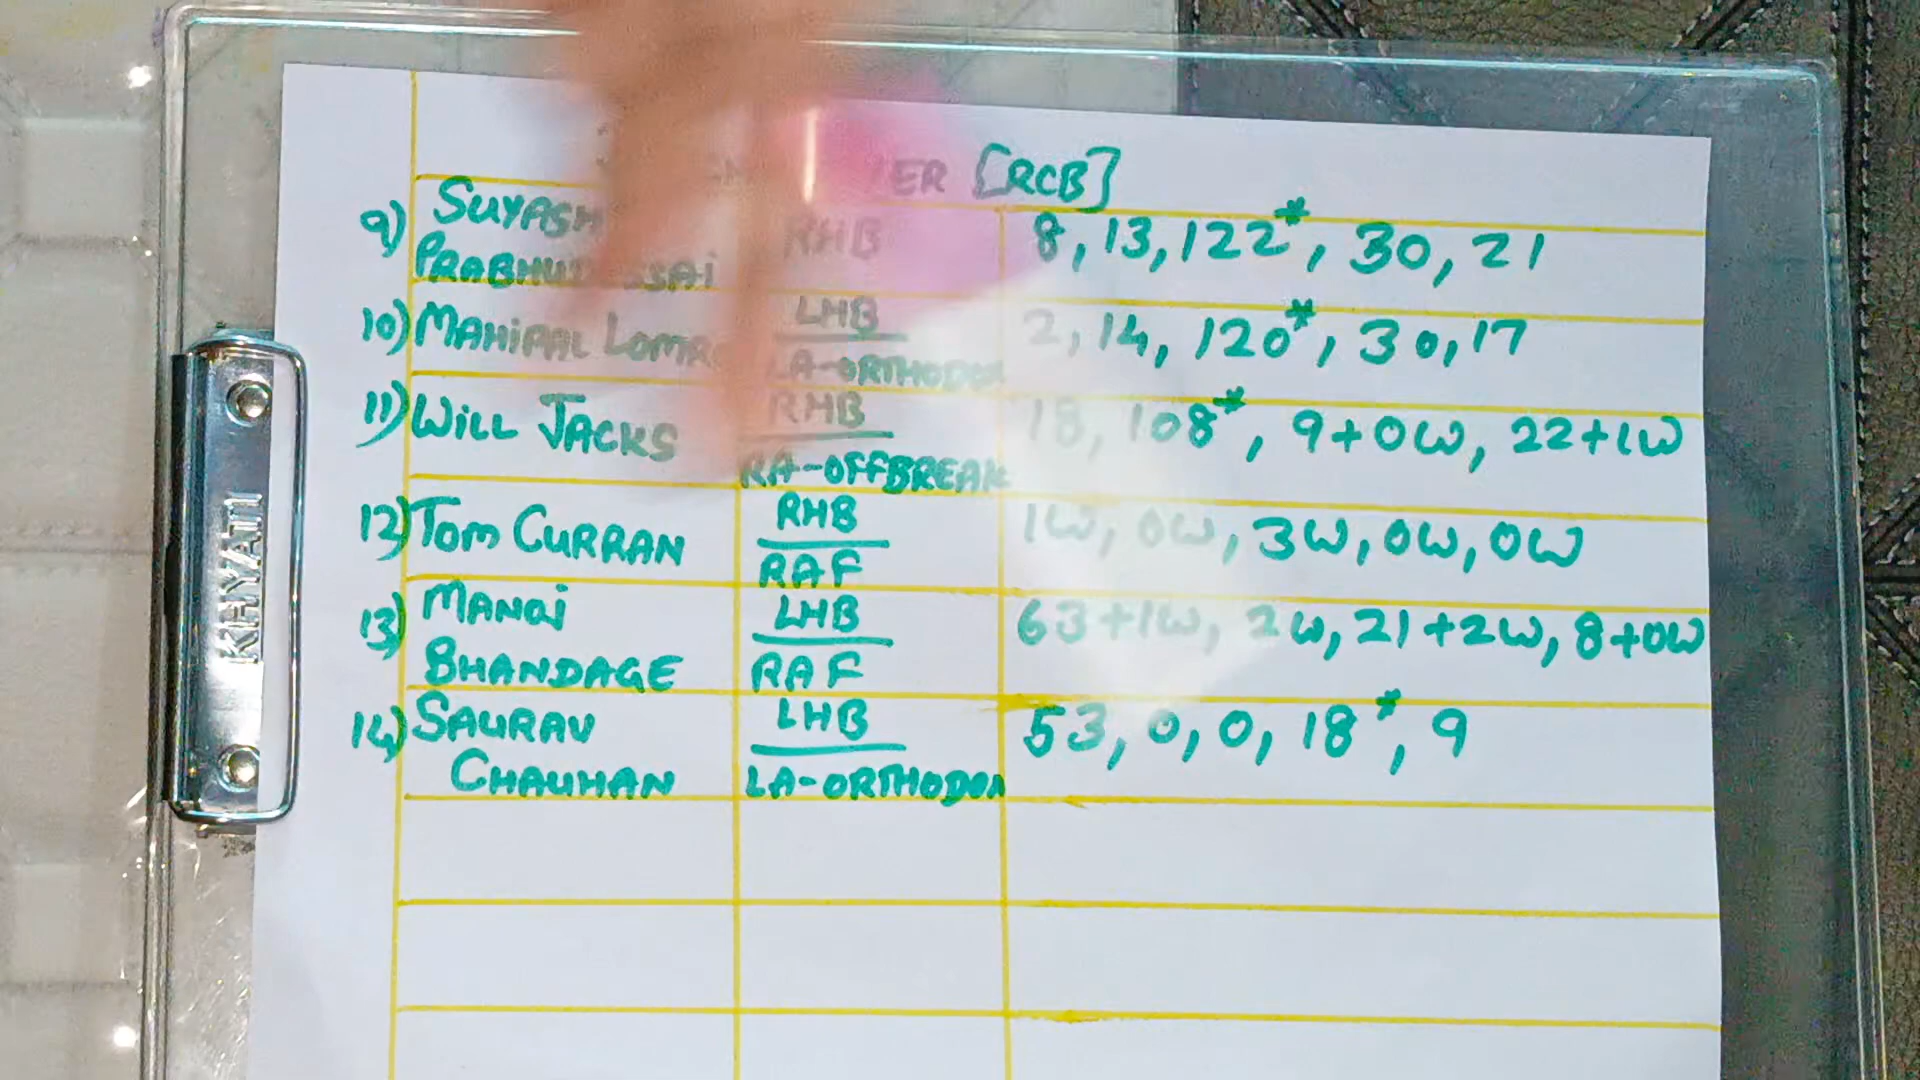 [RCB]
9) SUYASH RHB 8, 13, 122*, 30, 21
PRABHUDESSAI
10) MAHIPAL LHB 2, 14, 120*, 30, 17
LA-ORTHODOX
11) WILL JACKS RHB 18, 108*, 9+0W, 22+1W
RA-OFFBREAK
12) TOM CURRAN RHB 1W, 0W, 3W, 0W, 0W
RAF
13) MANOJ LHB 63+1W, 2W, 21+2W, 8+0W
BHANDAGE RAF
14) SAURAV LHB 53, 0, 0, 18*, 9
CHAUHAN LA-ORTHODOX
KHYATI